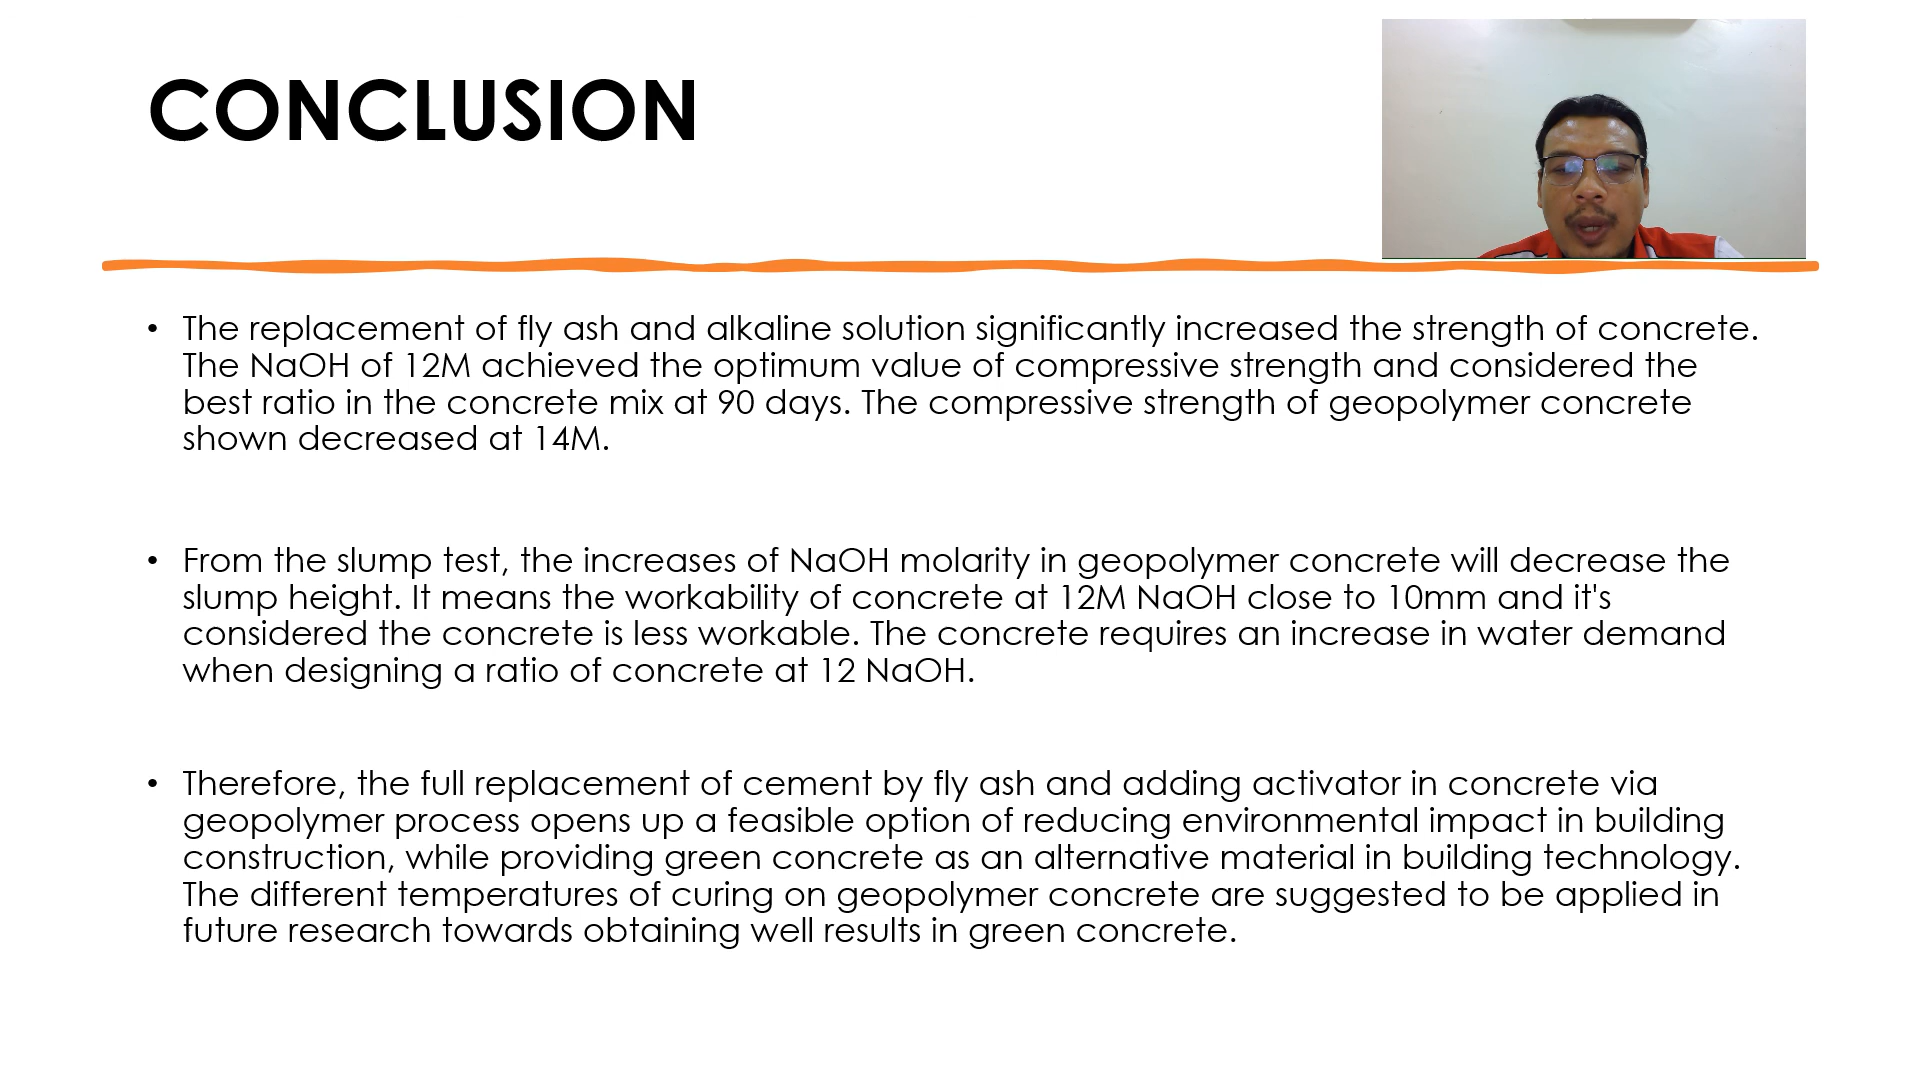 CONCLUSION
• The replacement of fly ash and alkaline solution significantly increased the strength of concrete.
The NaOH of 12M achieved the optimum value of compressive strength and considered the
best ratio in the concrete mix at 90 days. The compressive strength of geopolymer concrete
shown decreased at 14M.
• From the slump test, the increases of NaOH molarity in geopolymer concrete will decrease the
slump height. It means the workability of concrete at 12M NaOH close to 10mm and it's
considered the concrete is less workable. The concrete requires an increase in water demand
when designing a ratio of concrete at 12 NaOH.
• Therefore, the full replacement of cement by fly ash and adding activator in concrete via
geopolymer process opens up a feasible option of reducing environmental impact in building
construction, while providing green concrete as an alternative material in building technology.
The different temperatures of curing on geopolymer concrete are suggested to be applied in
future research towards obtaining well results in green concrete.